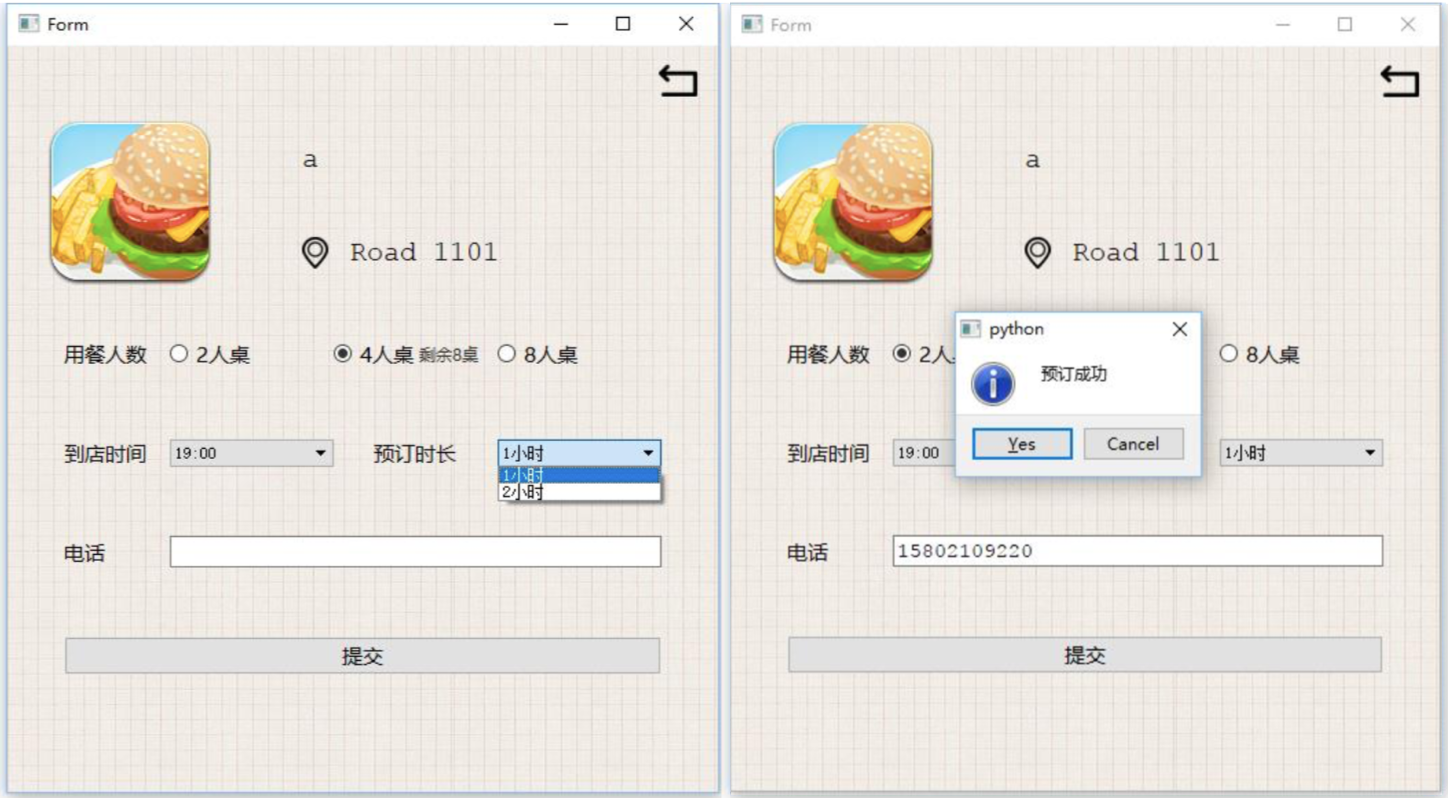 Form
a
Road 1101
用餐人数 2人桌 4人桌 剩余8桌 8人桌
到店时间 19:00 预订时长 1小时
1小时
2小时
电话
提交
Form
a
Road 1101
python
用餐人数 2人 8人桌
预订成功
Yes Cancel
到店时间 19:00 1小时
电话 15802109220
提交